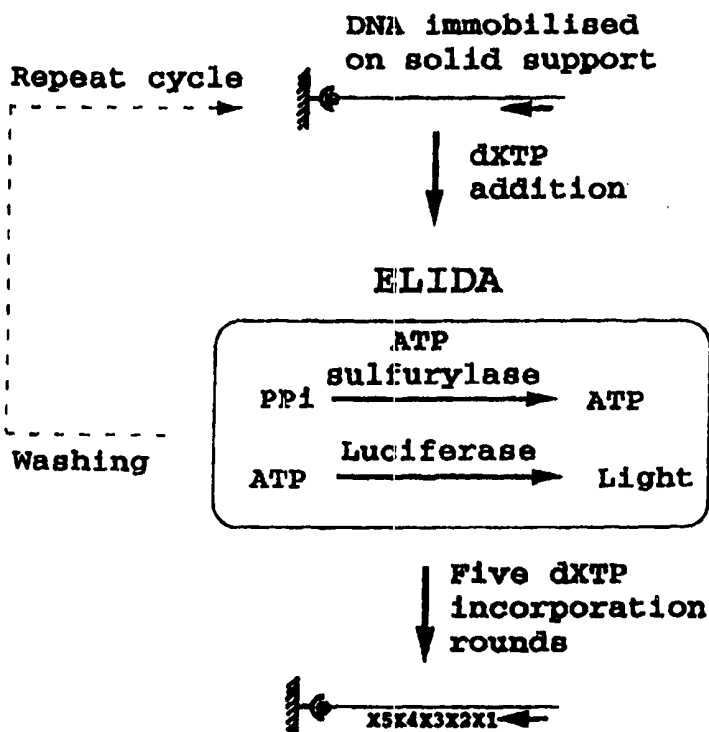 DNA immobilised
on solid support
Repeat cycle
dXTP
addition
ELIDA
ATP
sulfurylase
PPi
ATP
Luciferase
ATP
Light
Washing
Five dXTP
incorporation
rounds
X5X4X3X2X1